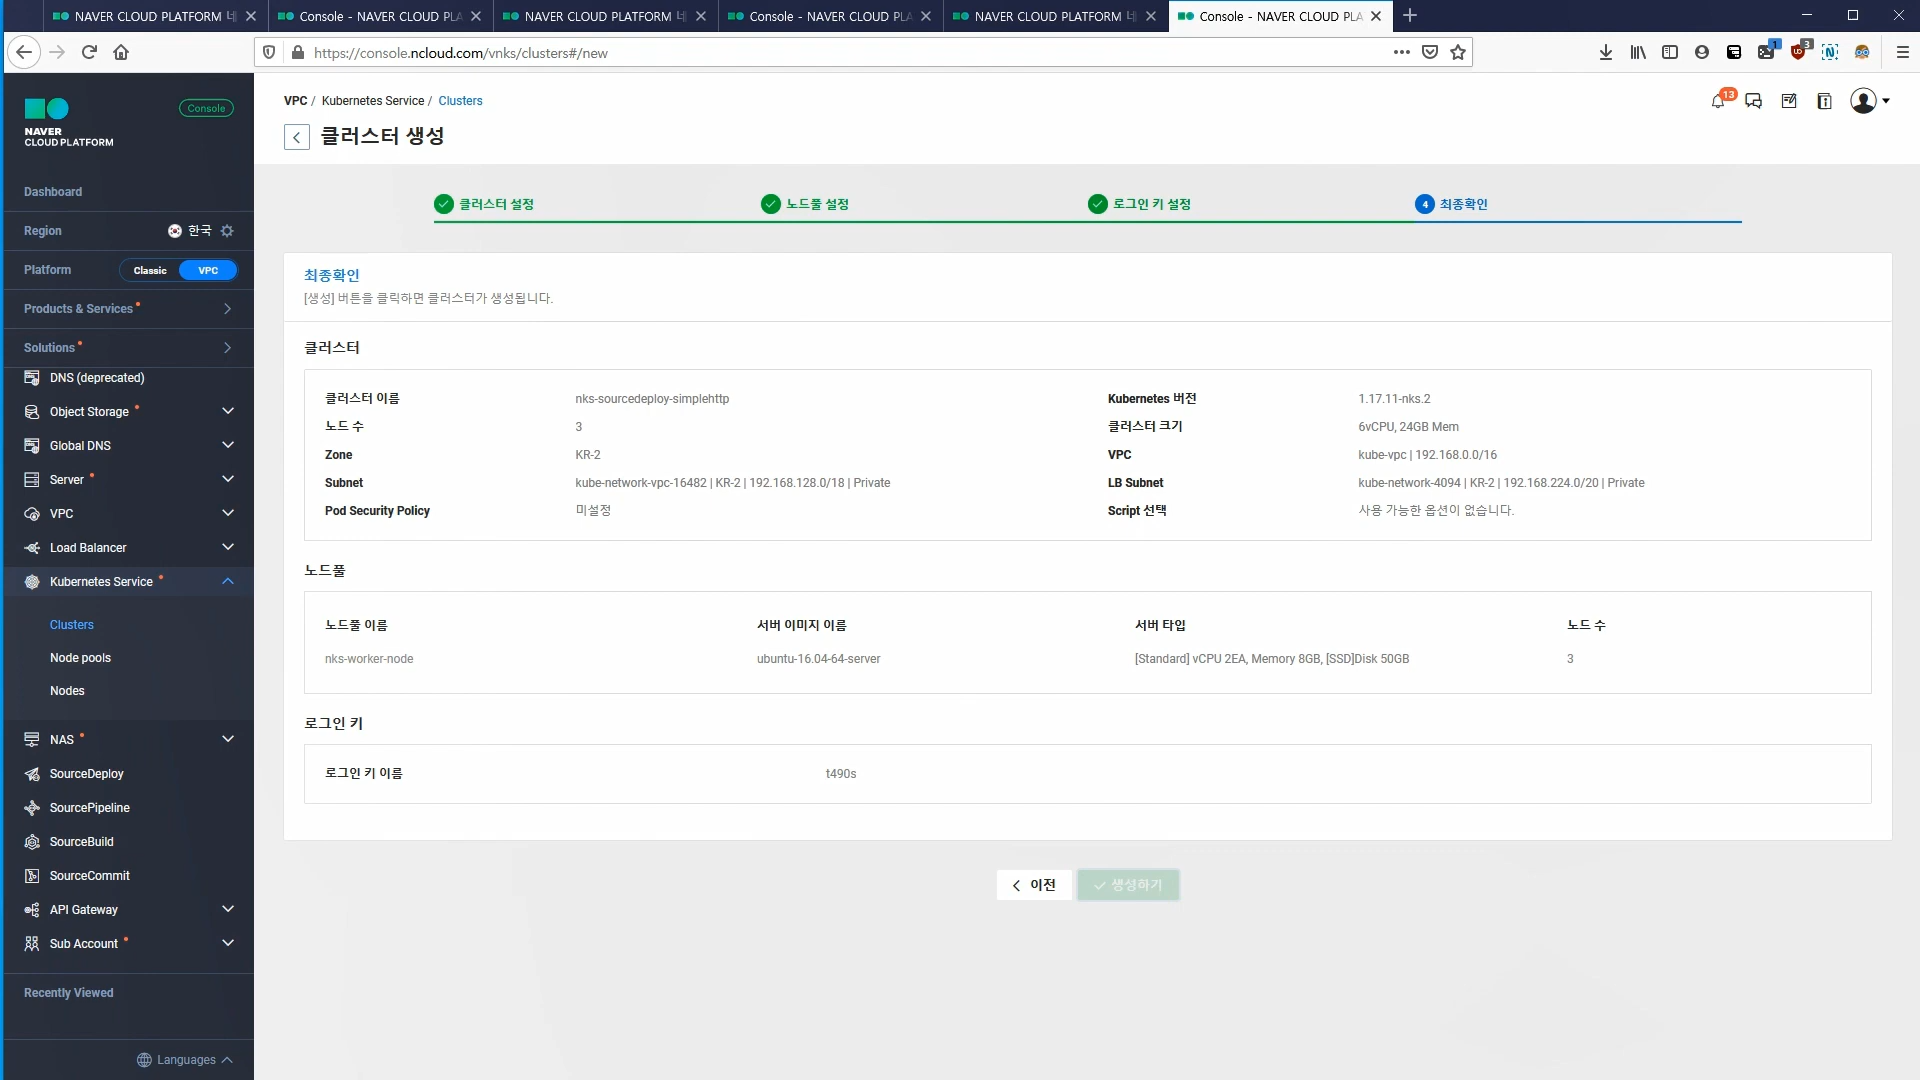 NAVER CLOUD PLATFORM 네
Console - NAVER CLOUD PLA
NAVER CLOUD PLATFORM 네
Console - NAVER CLOUD PLA
NAVER CLOUD PLATFORM 네
Console - NAVER CLOUD PLA
https://console.ncloud.com/vnks/clusters#/new
1
3
NAVER
CLOUD PLATFORM
Console
Dashboard
Region 한국
Platform Classic VPC
Products & Services
Solutions
DNS (deprecated)
Object Storage
Global DNS
Server
VPC
Load Balancer
Kubernetes Service
Clusters
Node pools
Nodes
NAS
SourceDeploy
SourcePipeline
SourceBuild
SourceCommit
API Gateway
Sub Account
Recently Viewed
Languages
VPC / Kubernetes Service / Clusters
13
클러스터 생성
클러스터 설정
노드풀 설정
로그인 키 설정
4 최종확인
최종확인
[생성] 버튼을 클릭하면 클러스터가 생성됩니다.
클러스터
클러스터 이름 nks-sourcedeploy-simplehttp Kubernetes 버전 1.17.11-nks.2
노드 수 3 클러스터 크기 6vCPU, 24GB Mem
Zone KR-2 VPC kube-vpc | 192.168.0.0/16
Subnet kube-network-vpc-16482 | KR-2 | 192.168.128.0/18 | Private LB Subnet kube-network-4094 | KR-2 | 192.168.224.0/20 | Private
Pod Security Policy 미설정 Script 선택 사용 가능한 옵션이 없습니다.
노드풀
노드풀 이름 서버 이미지 이름 서버 타입 노드 수
nks-worker-node ubuntu-16.04-64-server [Standard] vCPU 2EA, Memory 8GB, [SSD]Disk 50GB 3
로그인 키
로그인 키 이름 t490s
이전
생성하기